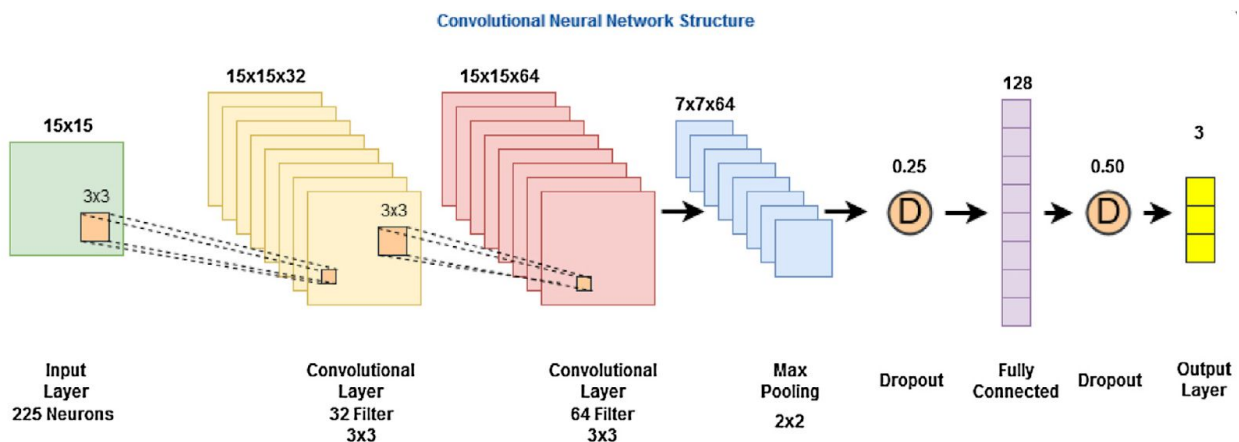 Convolutional Neural Network Structure
15x15
15x15x32
15x15x64
7x7x64
128
3
0.25
0.50
3x3
3x3
D
D
Input
Layer
225 Neurons
Convolutional
Layer
32 Filter
3x3
Convolutional
Layer
64 Filter
3x3
Max
Pooling
2x2
Dropout
Fully
Connected
Dropout
Output
Layer